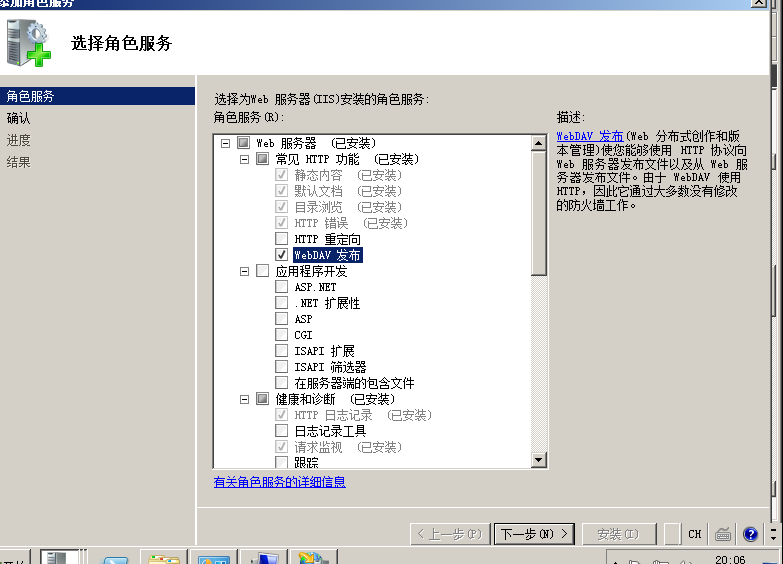 添加角色服务
选择角色服务
角色服务
确认
进度
结果
选择为Web 服务器(IIS)安装的角色服务:
角色服务(R):
Web 服务器 (已安装)
常见 HTTP 功能 (已安装)
静态内容 (已安装)
默认文档 (已安装)
目录浏览 (已安装)
HTTP 错误 (已安装)
HTTP 重定向
WebDAV 发布
应用程序开发
ASP.NET
.NET 扩展性
ASP
CGI
ISAPI 扩展
ISAPI 筛选器
在服务器端的包含文件
健康和诊断 (已安装)
HTTP 日志记录 (已安装)
日志记录工具
请求监视 (已安装)
跟踪
描述:
WebDAV 发布(Web 分布式创作和版
本管理)使您能够使用 HTTP 协议向
Web 服务器发布文件以及从 Web 服
务器发布文件。由于 WebDAV 使用
HTTP，因此它通过大多数没有修改
的防火墙工作。
有关角色服务的详细信息
< 上一步(P)
下一步(N) >
安装(I)
CH
20:06